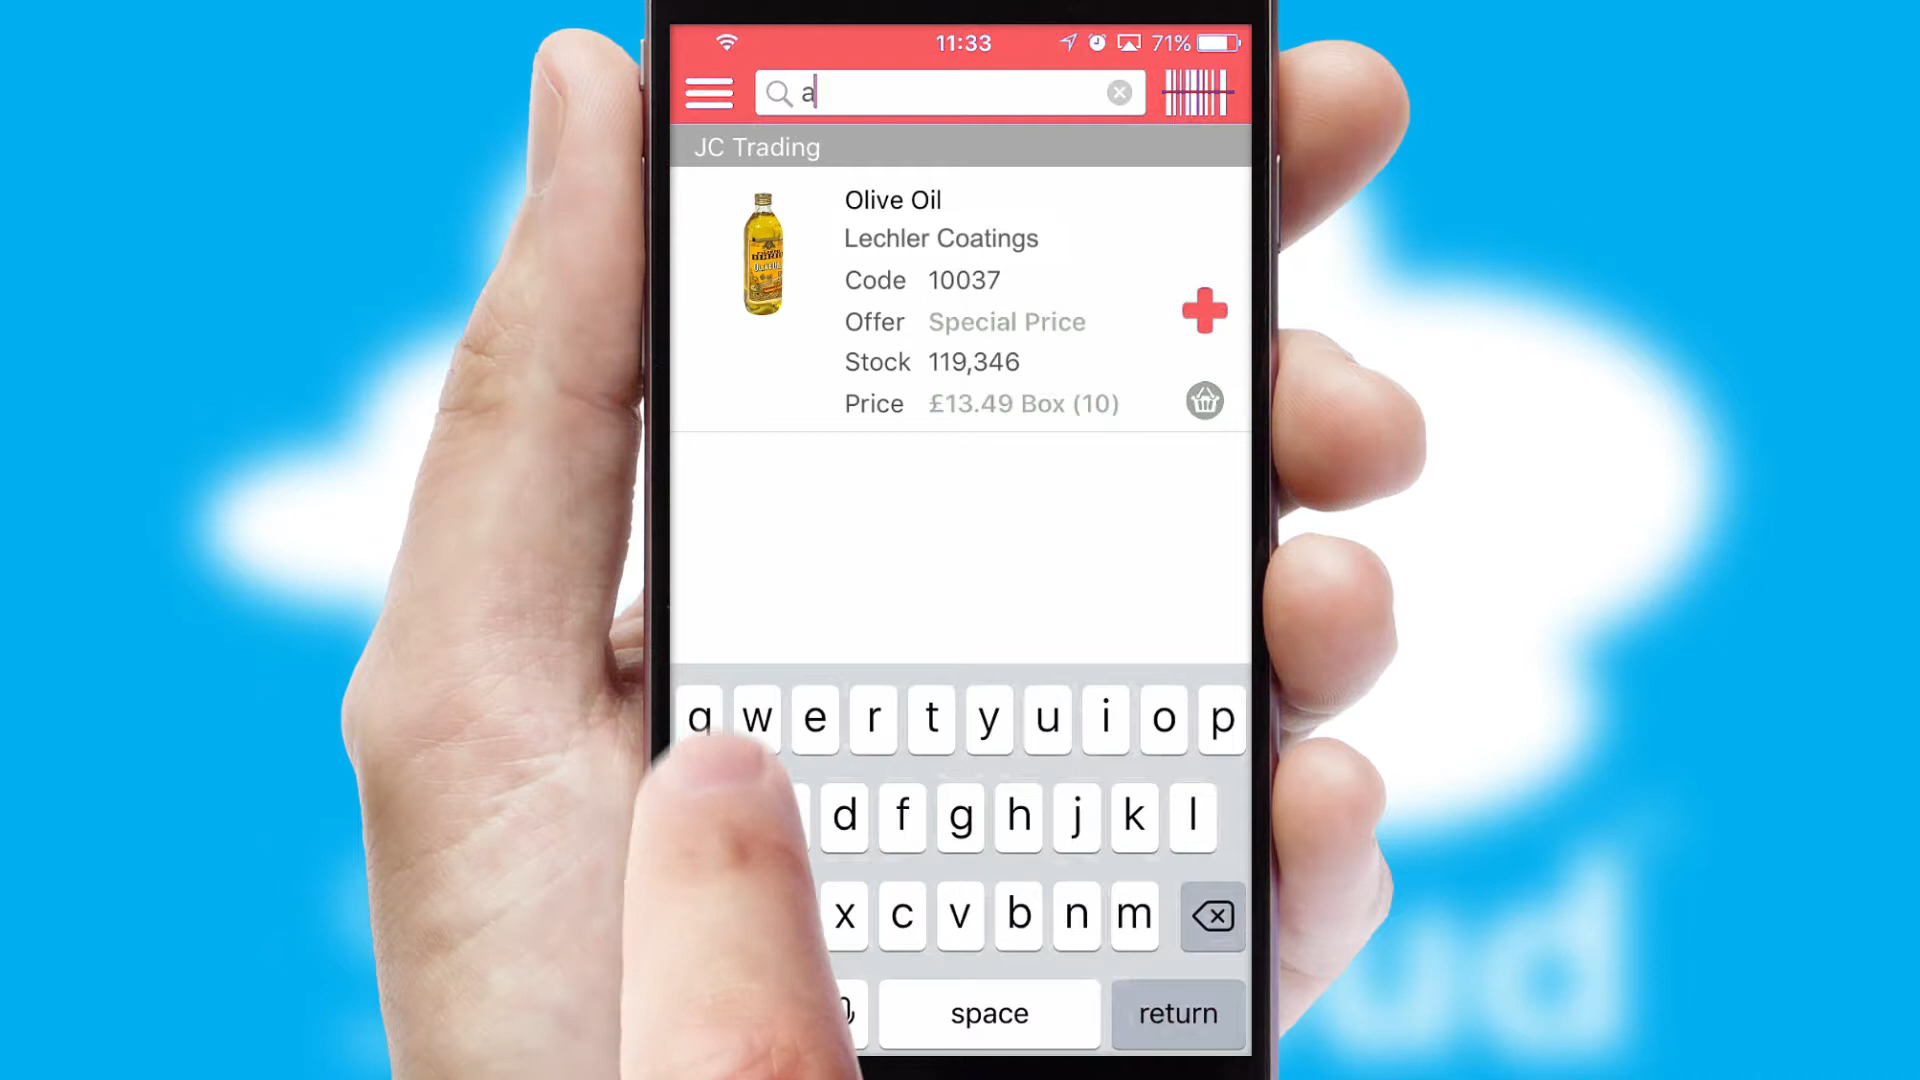 11:33 71%
a
JC Trading
Olive Oil
Lechler Coatings
Code 10037
Offer Special Price
Stock 119,346
Price £13.49 Box (10)
q w e r t y u i o p
d f g h j k l
x c v b n m
space return
ud